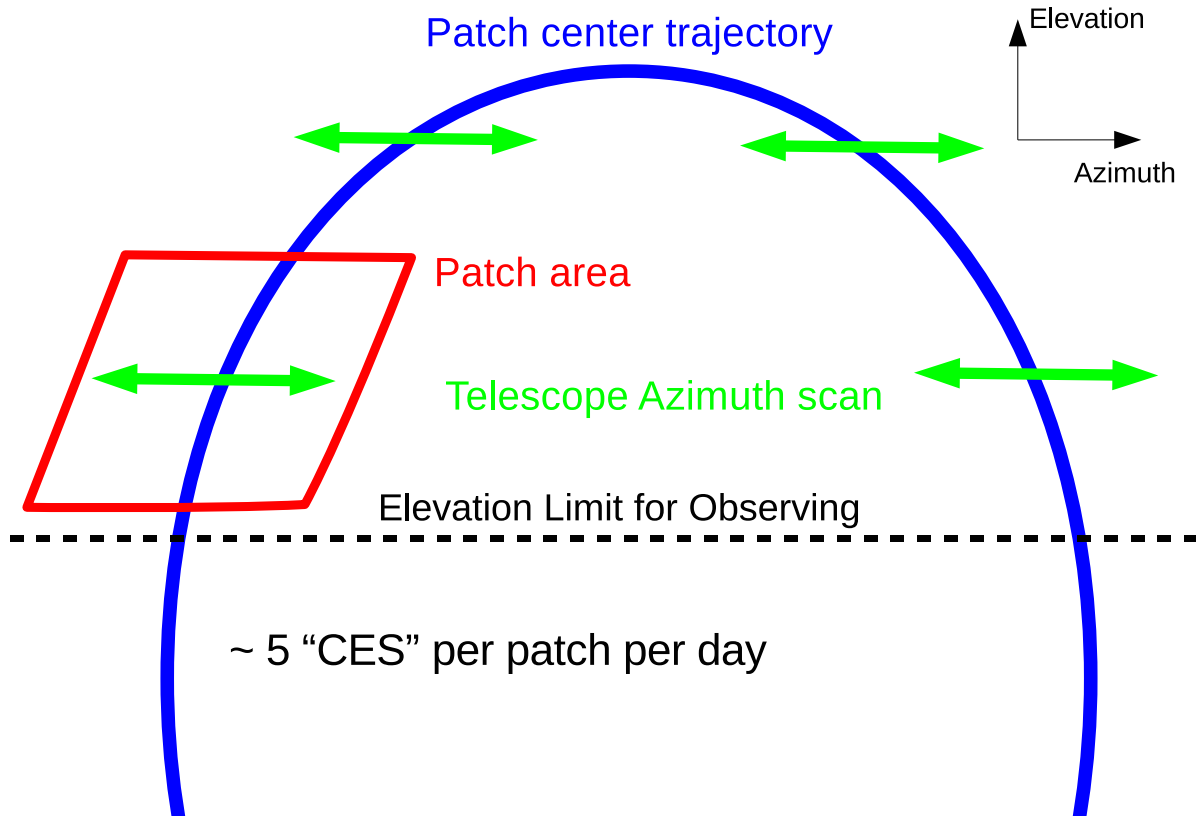 Elevation
Patch center trajectory
Azimuth
Patch area
Telescope Azimuth scan
Elevation Limit for Observing
~ 5 “CES” per patch per day